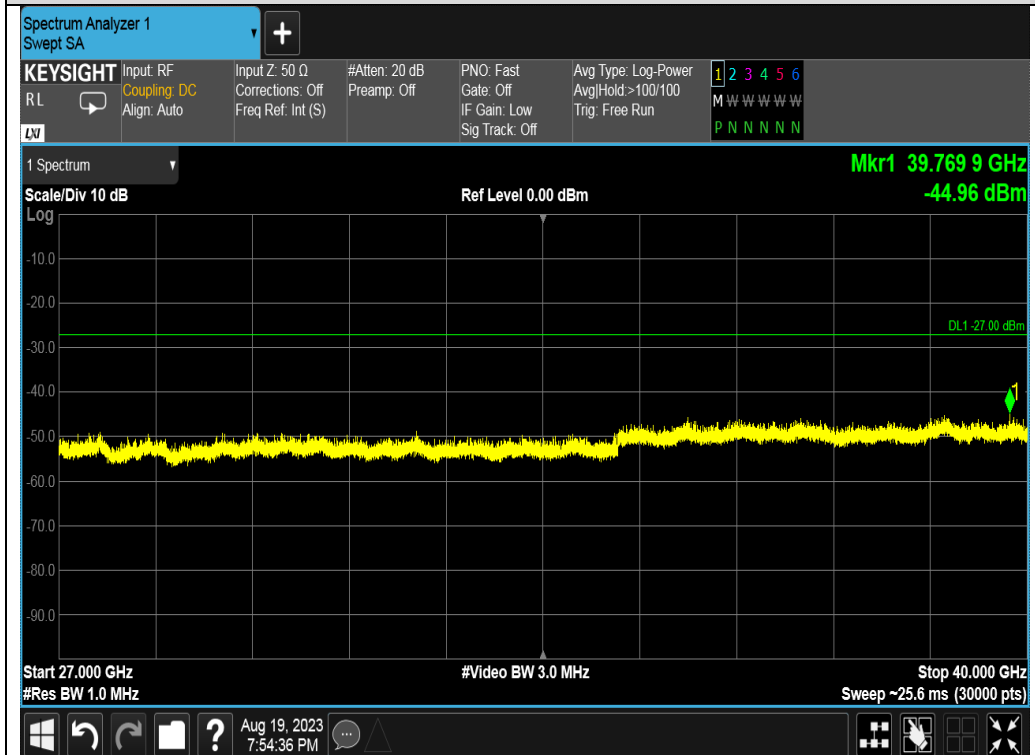 Spectrum Analyzer 1
Swept SA
+
KEYSIGHT
RL
LXI
Input: RF
Coupling: DC
Align: Auto
Input Z: 50 Ω
Corrections: Off
Freq Ref: Int (S)
#Atten: 20 dB
Preamp: Off
PNO: Fast
Gate: Off
IF Gain: Low
Sig Track: Off
Avg Type: Log-Power
Avg|Hold:>100/100
Trig: Free Run
1 2 3 4 5 6
M W W W W W
P N N N N N
1 Spectrum
Mkr1 39.769 9 GHz
-44.96 dBm
Scale/Div 10 dB
Ref Level 0.00 dBm
Log
-10.0
-20.0
DL1 -27.00 dBm
-30.0
-40.0
1
-50.0
-60.0
-70.0
-80.0
-90.0
Start 27.000 GHz
#Video BW 3.0 MHz
Stop 40.000 GHz
#Res BW 1.0 MHz
Sweep ~25.6 ms (30000 pts)
?
Aug 19, 2023
7:54:36 PM